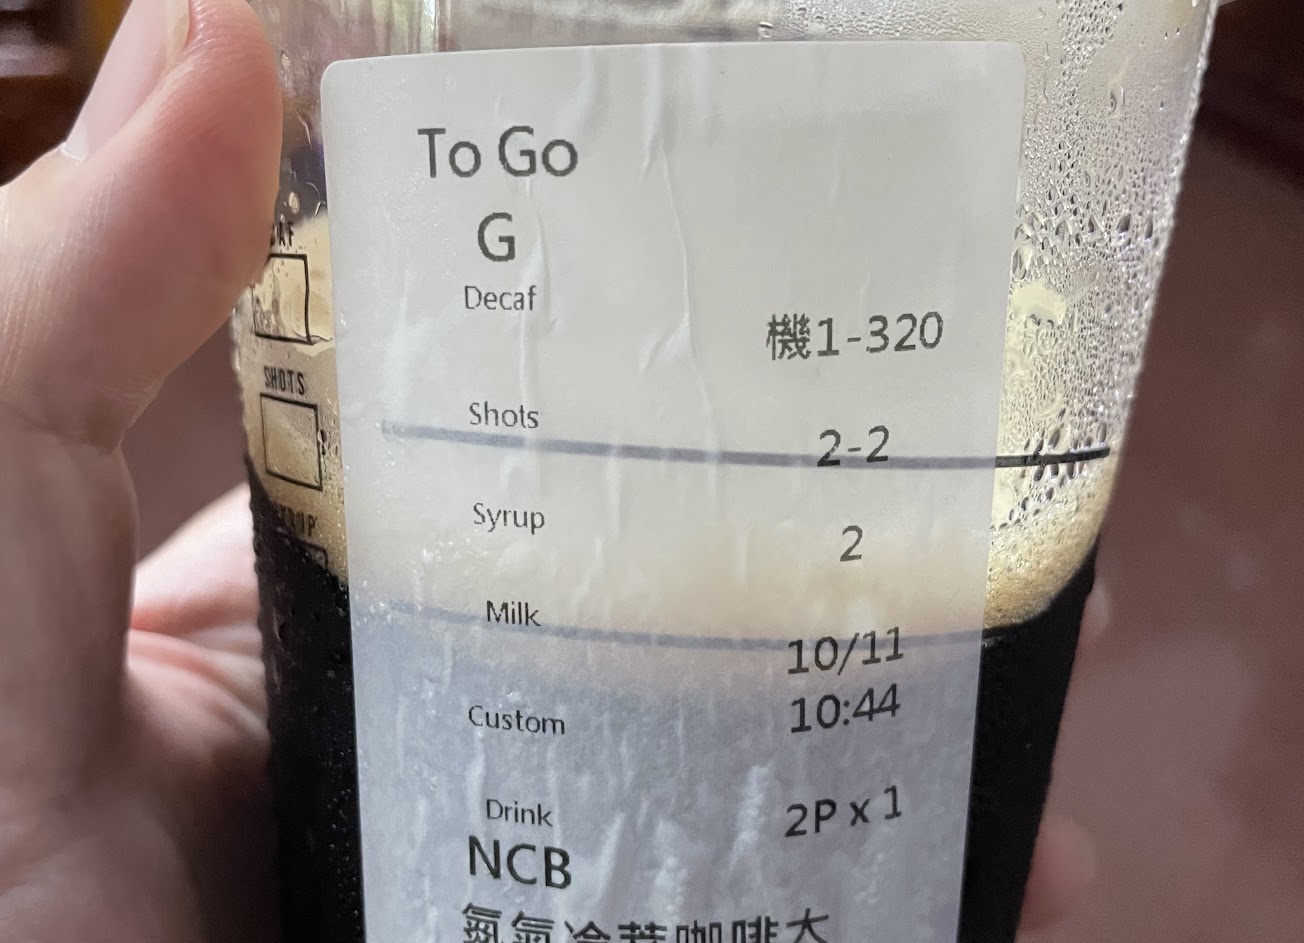 To Go
G
Decaf
機1-320
SHOTS
Shots
2-2
Syrup
2
Milk
10/11
10:44
Custom
Drink
2P x 1
NCB
氮氣冷萃咖啡大